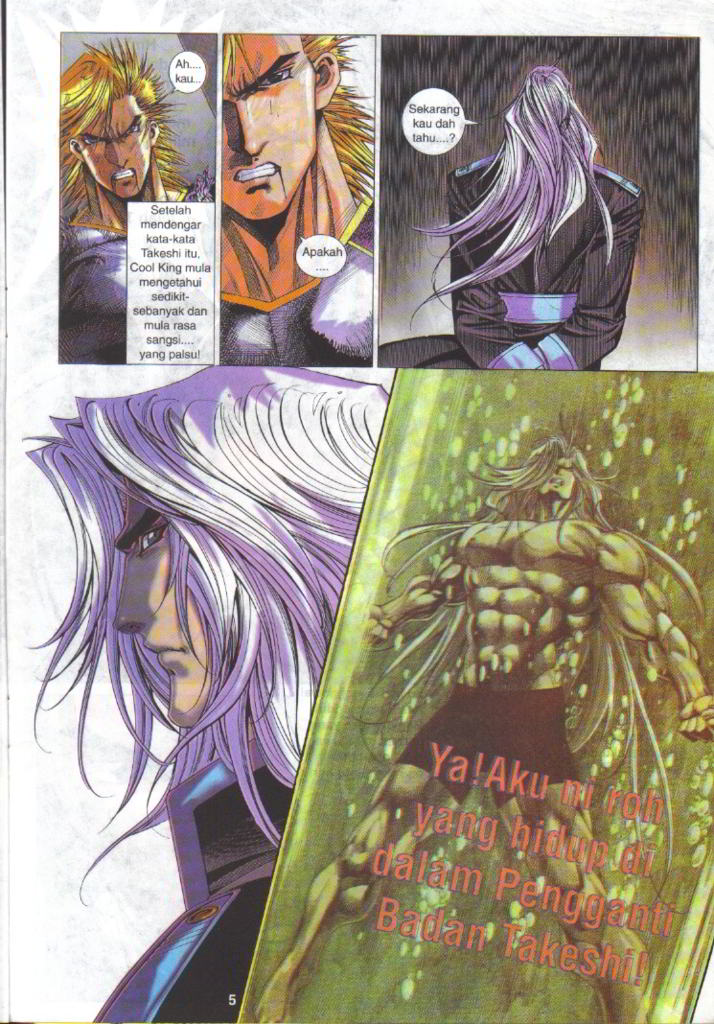 Ah....
kau...
Setelah
mendengar
kata-kata
Takeshi itu,
Cool King mula
mengetahui
sedikit-
sebanyak dan
mula rasa
sangsi....
yang palsu!
Apakah
....
Sekarang
kau dah
tahu....?
Ya!Aku ni roh
yang hidup di
dalam Pengganti
Badan Takeshi!
5